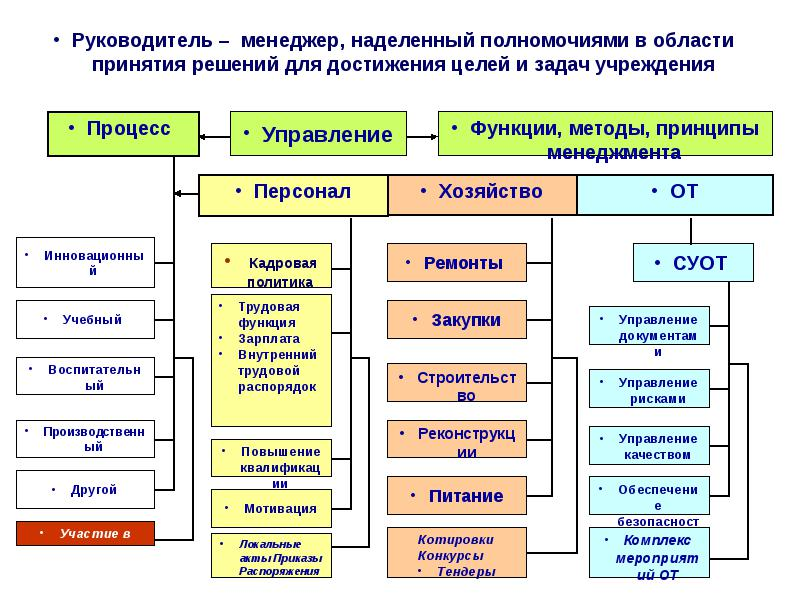 • Руководитель – менеджер, наделенный полномочиями в области
принятия решений для достижения целей и задач учреждения
• Процесс
• Управление
• Функции, методы, принципы
менеджмента
• Персонал
• Хозяйство
• ОТ
• Инновационны
й
• Учебный
• Воспитательн
ый
• Производственн
ый
• Другой
• Участие в
• Кадровая
политика
• Трудовая
функция
• Зарплата
• Внутренний
трудовой
распорядок
• Повышение
квалификац
ии
• Мотивация
• Локальные
акты Приказы
Распоряжения
• Ремонты
• Закупки
• Строительст
во
• Реконструкц
ии
• Питание
Котировки
Конкурсы
• Тендеры
• СУОТ
• Управление
документам
и
• Управление
рисками
• Управление
качеством
• Обеспечени
е
безопасност
• Комплекс
мероприят
ий ОТ